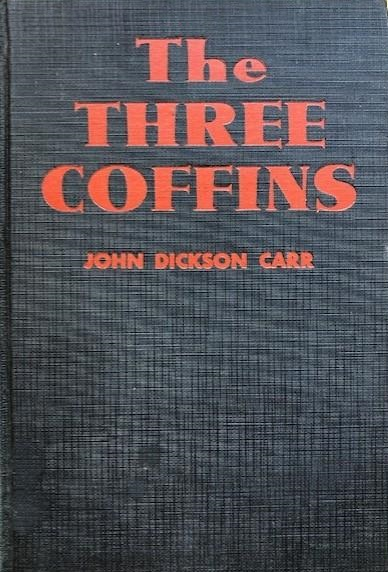 The
THREE
COFFINS
JOHN DICKSON CARR